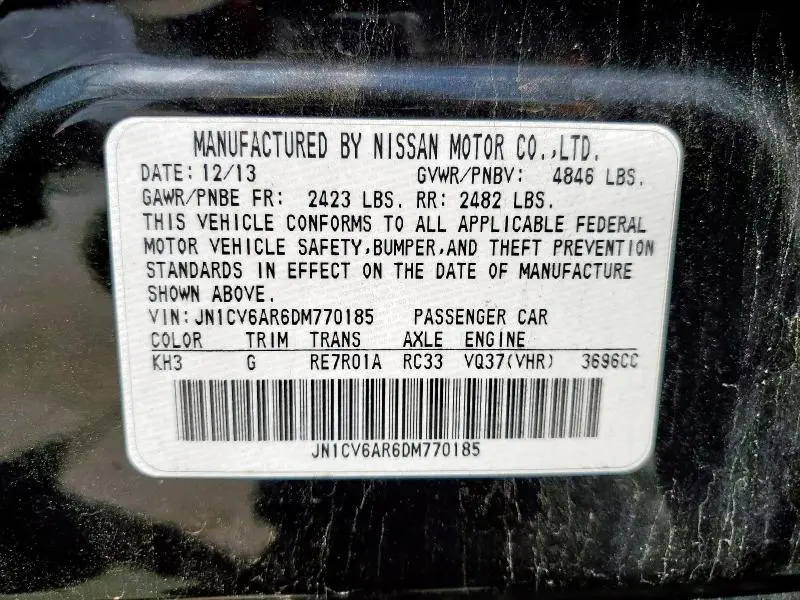 MANUFACTURED BY NISSAN MOTOR CO.,LTD.
DATE: 12/13 GVWR/PNBV: 4846 LBS.
GAWR/PNBE FR: 2423 LBS. RR: 2482 LBS.
THIS VEHICLE CONFORMS TO ALL APPLICABLE FEDERAL
MOTOR VEHICLE SAFETY,BUMPER,AND THEFT PREVENTION
STANDARDS IN EFFECT ON THE DATE OF MANUFACTURE
SHOWN ABOVE.
VIN:JN1CV6AR6DM770185 PASSENGER CAR
COLOR TRIM TRANS AXLE ENGINE
KH3 G RE7R01A RC33 VQ37(VHR) 3696CC
JN1CV6AR6DM770185